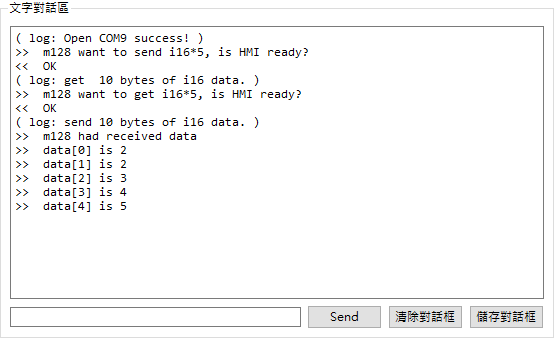 文字對話區
( log: Open COM9 success! )
>>  m128 want to send i16*5, is HMI ready?
<<  OK
( log: get  10 bytes of i16 data. )
>>  m128 want to get i16*5, is HMI ready?
<<  OK
( log: send 10 bytes of i16 data. )
>>  m128 had received data
>>  data[0] is 2
>>  data[1] is 2
>>  data[2] is 3
>>  data[3] is 4
>>  data[4] is 5
Send 清除對話框 儲存對話框